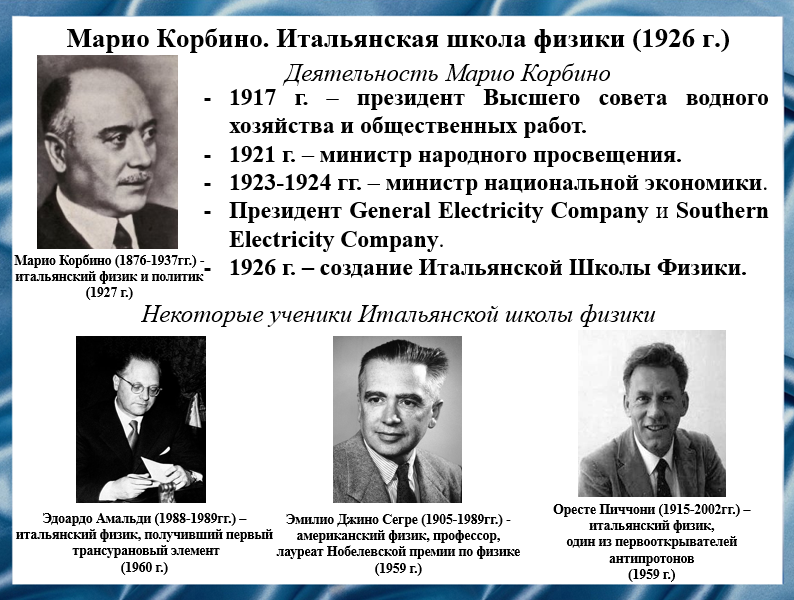 Марио Корбино. Итальянская школа физики (1926 г.)
Деятельность Марио Корбино
- 1917 г. – президент Высшего совета водного
хозяйства и общественных работ.
- 1921 г. – министр народного просвещения.
- 1923-1924 гг. – министр национальной экономики.
- Президент General Electricity Company и Southern
Electricity Company.
- 1926 г. – создание Итальянской Школы Физики.
Марио Корбино (1876-1937гг.) -
итальянский физик и политик
(1927 г.)
Некоторые ученики Итальянской школы физики
Эдоардо Амальди (1988-1989гг.) –
итальянский физик, получивший первый
трансурановый элемент
(1960 г.)
Эмилио Джино Сегре (1905-1989гг.) -
американский физик, профессор,
лауреат Нобелевской премии по физике
(1959 г.)
Оресте Пиччони (1915-2002гг.) –
итальянский физик,
один из первооткрывателей
антипротонов
(1959 г.)